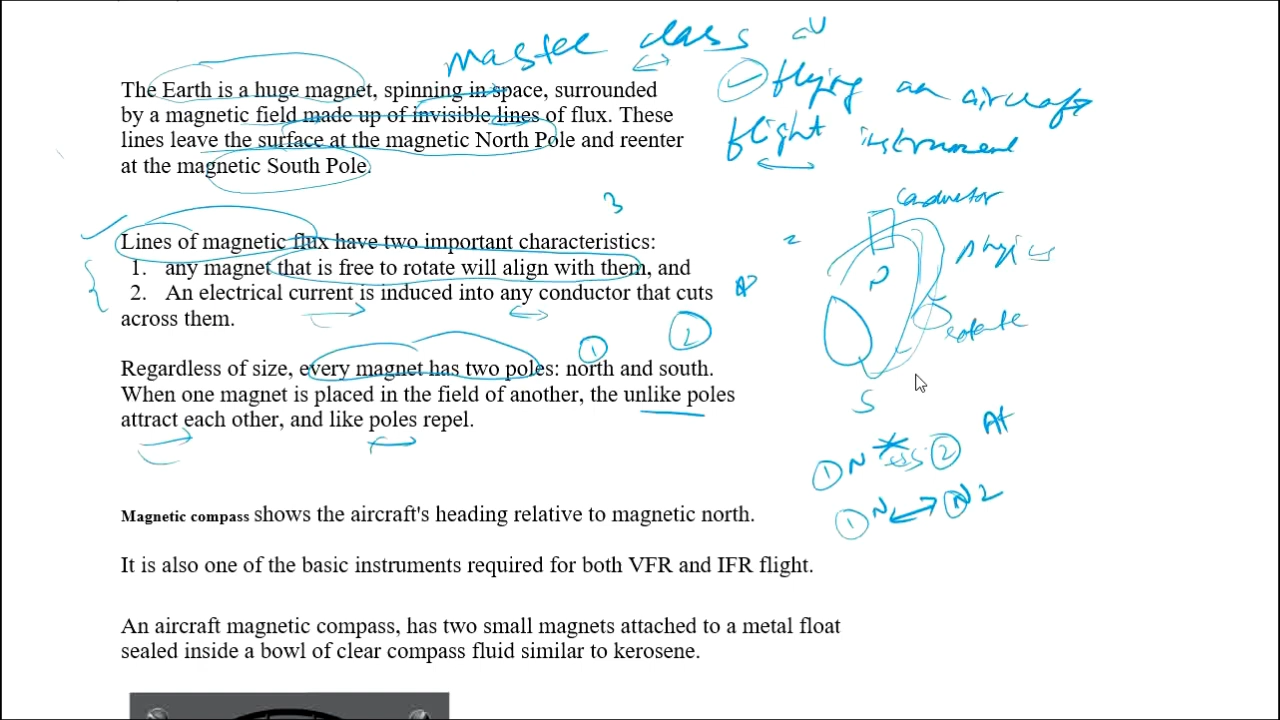 master class
flying an aircraft
flight instrument
The Earth is a huge magnet, spinning in space, surrounded
by a magnetic field made up of invisible lines of flux. These
lines leave the surface at the magnetic North Pole and reenter
at the magnetic South Pole.
3
conductor
Lines of magnetic flux have two important characteristics:
physics
1. any magnet that is free to rotate will align with them, and
N
2. An electrical current is induced into any conductor that cuts
across them.
rotate
1 2
Regardless of size, every magnet has two poles: north and south.
When one magnet is placed in the field of another, the unlike poles
S
attract each other, and like poles repel.
1 N S 2
1 N N 2
Magnetic compass shows the aircraft's heading relative to magnetic north.
It is also one of the basic instruments required for both VFR and IFR flight.
An aircraft magnetic compass, has two small magnets attached to a metal float
sealed inside a bowl of clear compass fluid similar to kerosene.